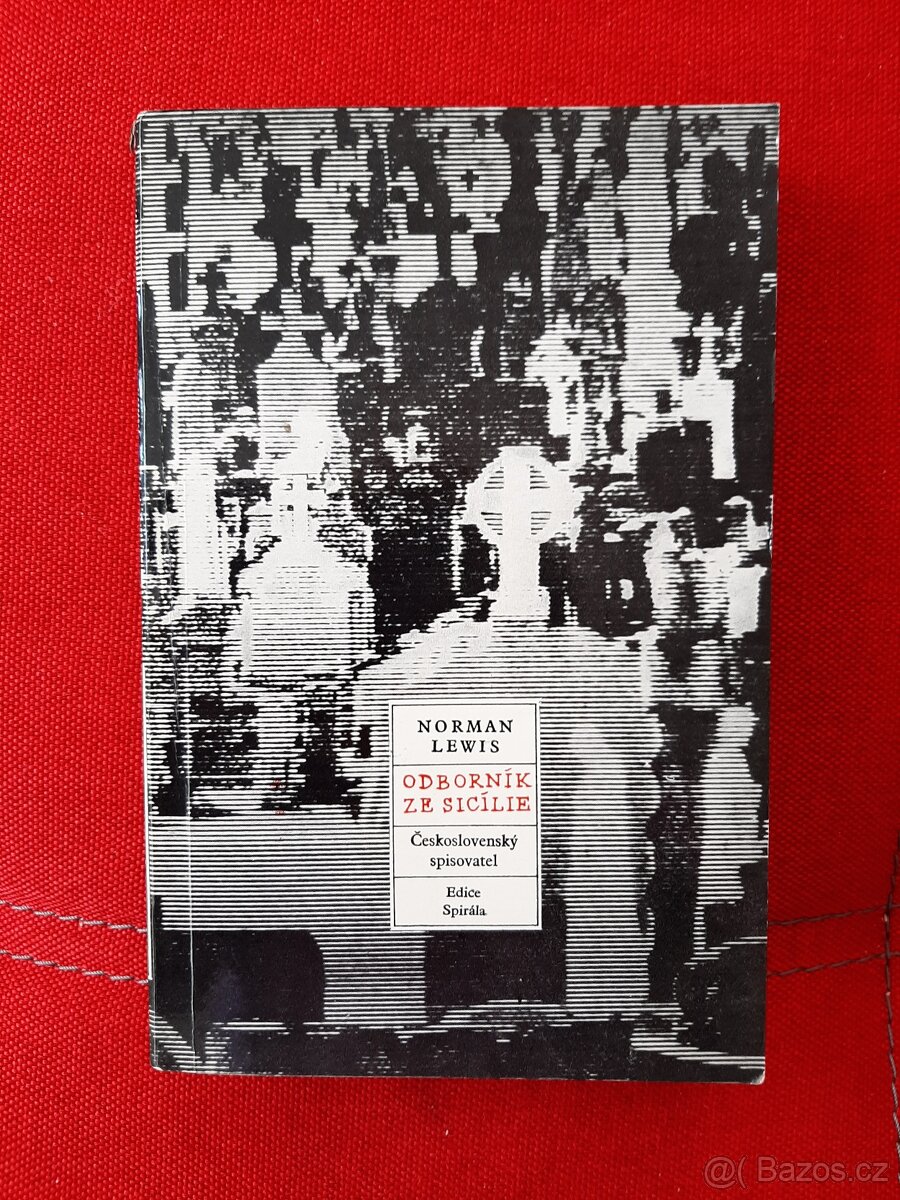 NORMAN
LEWIS
ODBORNÍK
ZE SICÍLIE
Československý
spisovatel
Edice
Spirála
@( Bazos.cz